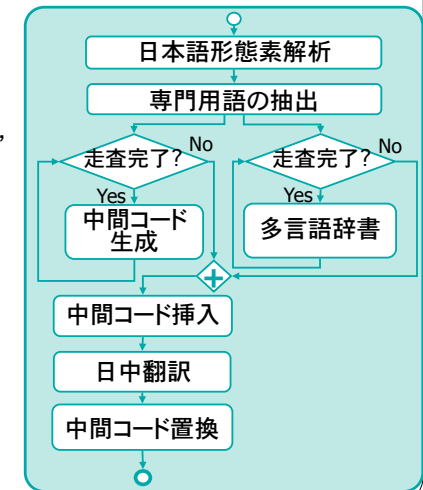 日本語形態素解析
専門用語の抽出
,
走査完了?
No
走査完了?
No
Yes
Yes
中間コード
生成
多言語辞書
中間コード挿入
日中翻訳
中間コード置換